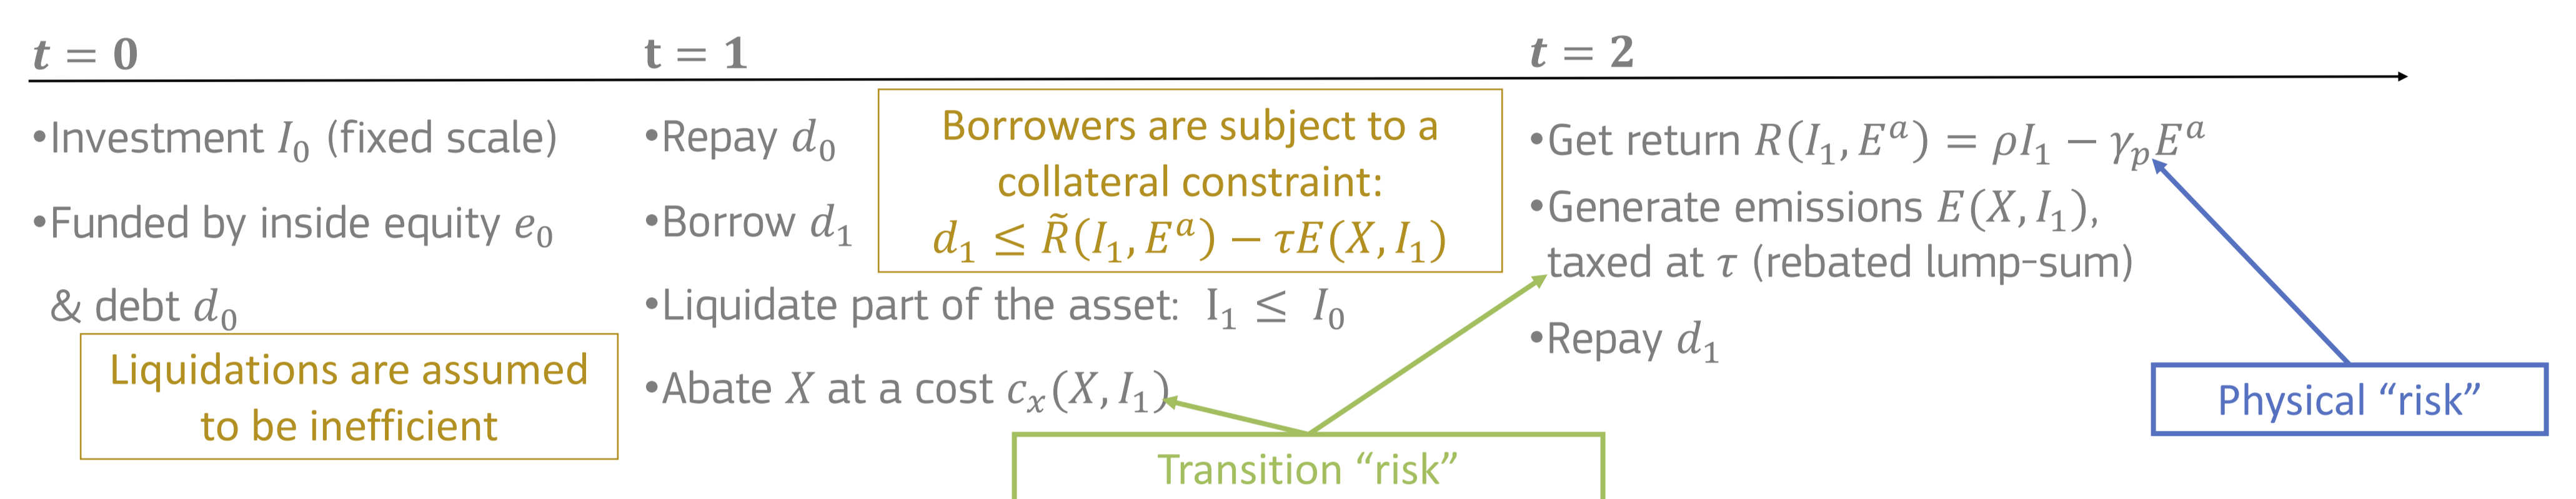 t = 0
•Investment I₀ (fixed scale)
•Funded by inside equity e₀
& debt d₀
Liquidations are assumed
to be inefficient
t = 1
•Repay d₀
•Borrow d₁
Borrowers are subject to a
collateral constraint:
d₁ ≤ R̃(I₁, Eᵃ) − τE(X, I₁)
•Liquidate part of the asset: I₁ ≤ I₀
•Abate X at a cost cₓ(X, I₁)
Transition “risk”
t = 2
•Get return R(I₁, Eᵃ) = ρI₁ − γₚEᵃ
•Generate emissions E(X, I₁),
taxed at τ (rebated lump-sum)
•Repay d₁
Physical “risk”